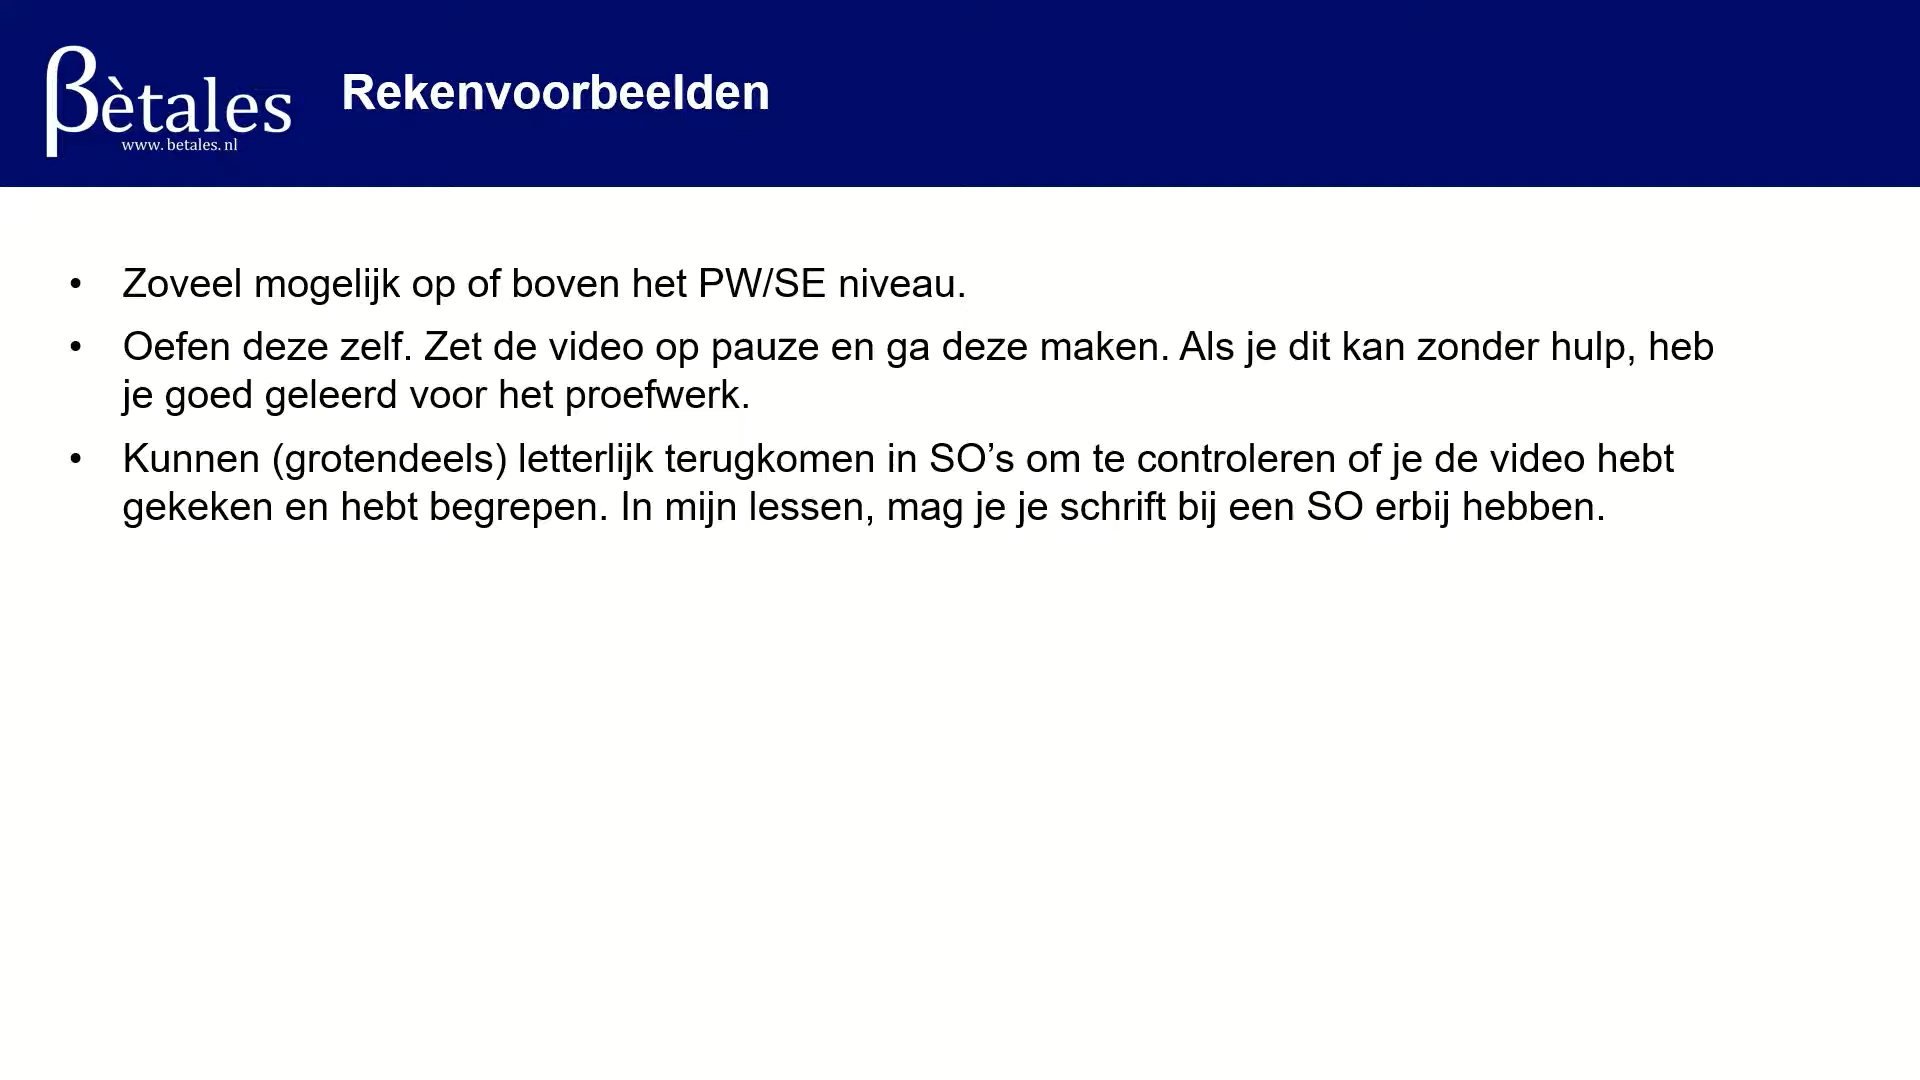 βètales
www.betales.nl
Rekenvoorbeelden
• Zoveel mogelijk op of boven het PW/SE niveau.
• Oefen deze zelf. Zet de video op pauze en ga deze maken. Als je dit kan zonder hulp, heb
je goed geleerd voor het proefwerk.
• Kunnen (grotendeels) letterlijk terugkomen in SO’s om te controleren of je de video hebt
gekeken en hebt begrepen. In mijn lessen, mag je je schrift bij een SO erbij hebben.